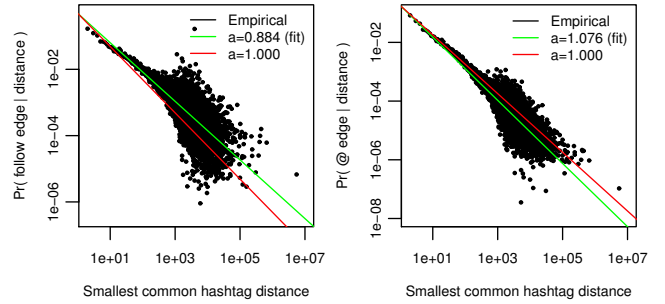 Pr( follow edge | distance )
1e-02
1e-04
1e-06
Empirical
a=0.884 (fit)
a=1.000
1e+01 1e+03 1e+05 1e+07
Smallest common hashtag distance
Pr( @ edge | distance )
1e-02
1e-04
1e-06
1e-08
Empirical
a=1.076 (fit)
a=1.000
1e+01 1e+03 1e+05 1e+07
Smallest common hashtag distance